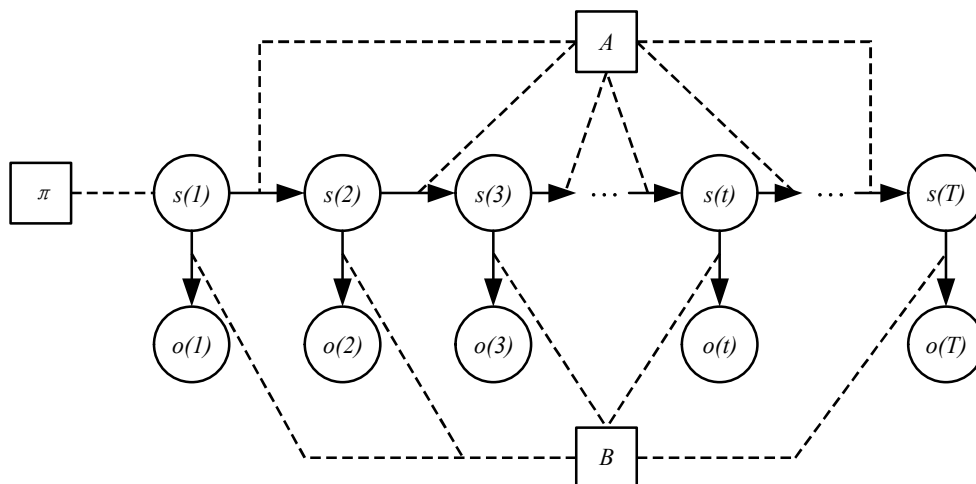 A
π s(1) s(2) s(3) ... s(t) ... s(T)
o(1) o(2) o(3) o(t) o(T)
B